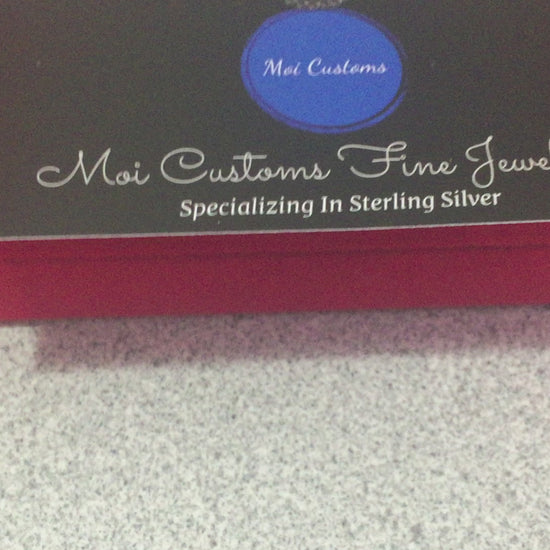 Moi Customs
Moi Customs Fine Jewe
Specializing In Sterling Silver